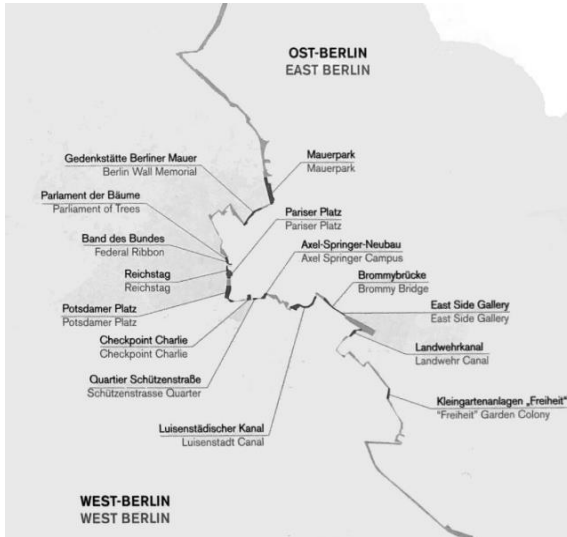 OST-BERLIN
EAST BERLIN
Gedenkstätte Berliner Mauer
Berlin Wall Memorial
Mauerpark
Mauerpark
Parlament der Bäume
Parliament of Trees
Pariser Platz
Pariser Platz
Band des Bundes
Federal Ribbon
Axel-Springer-Neubau
Axel Springer Campus
Reichstag
Reichstag
Brommybrücke
Brommy Bridge
Potsdamer Platz
Potsdamer Platz
East Side Gallery
East Side Gallery
Checkpoint Charlie
Checkpoint Charlie
Landwehrkanal
Landwehr Canal
Quartier Schützenstraße
Schützenstrasse Quarter
Kleingartenanlagen „Freiheit“
"Freiheit" Garden Colony
Luisenstädischer Kanal
Luisenstadt Canal
WEST-BERLIN
WEST BERLIN